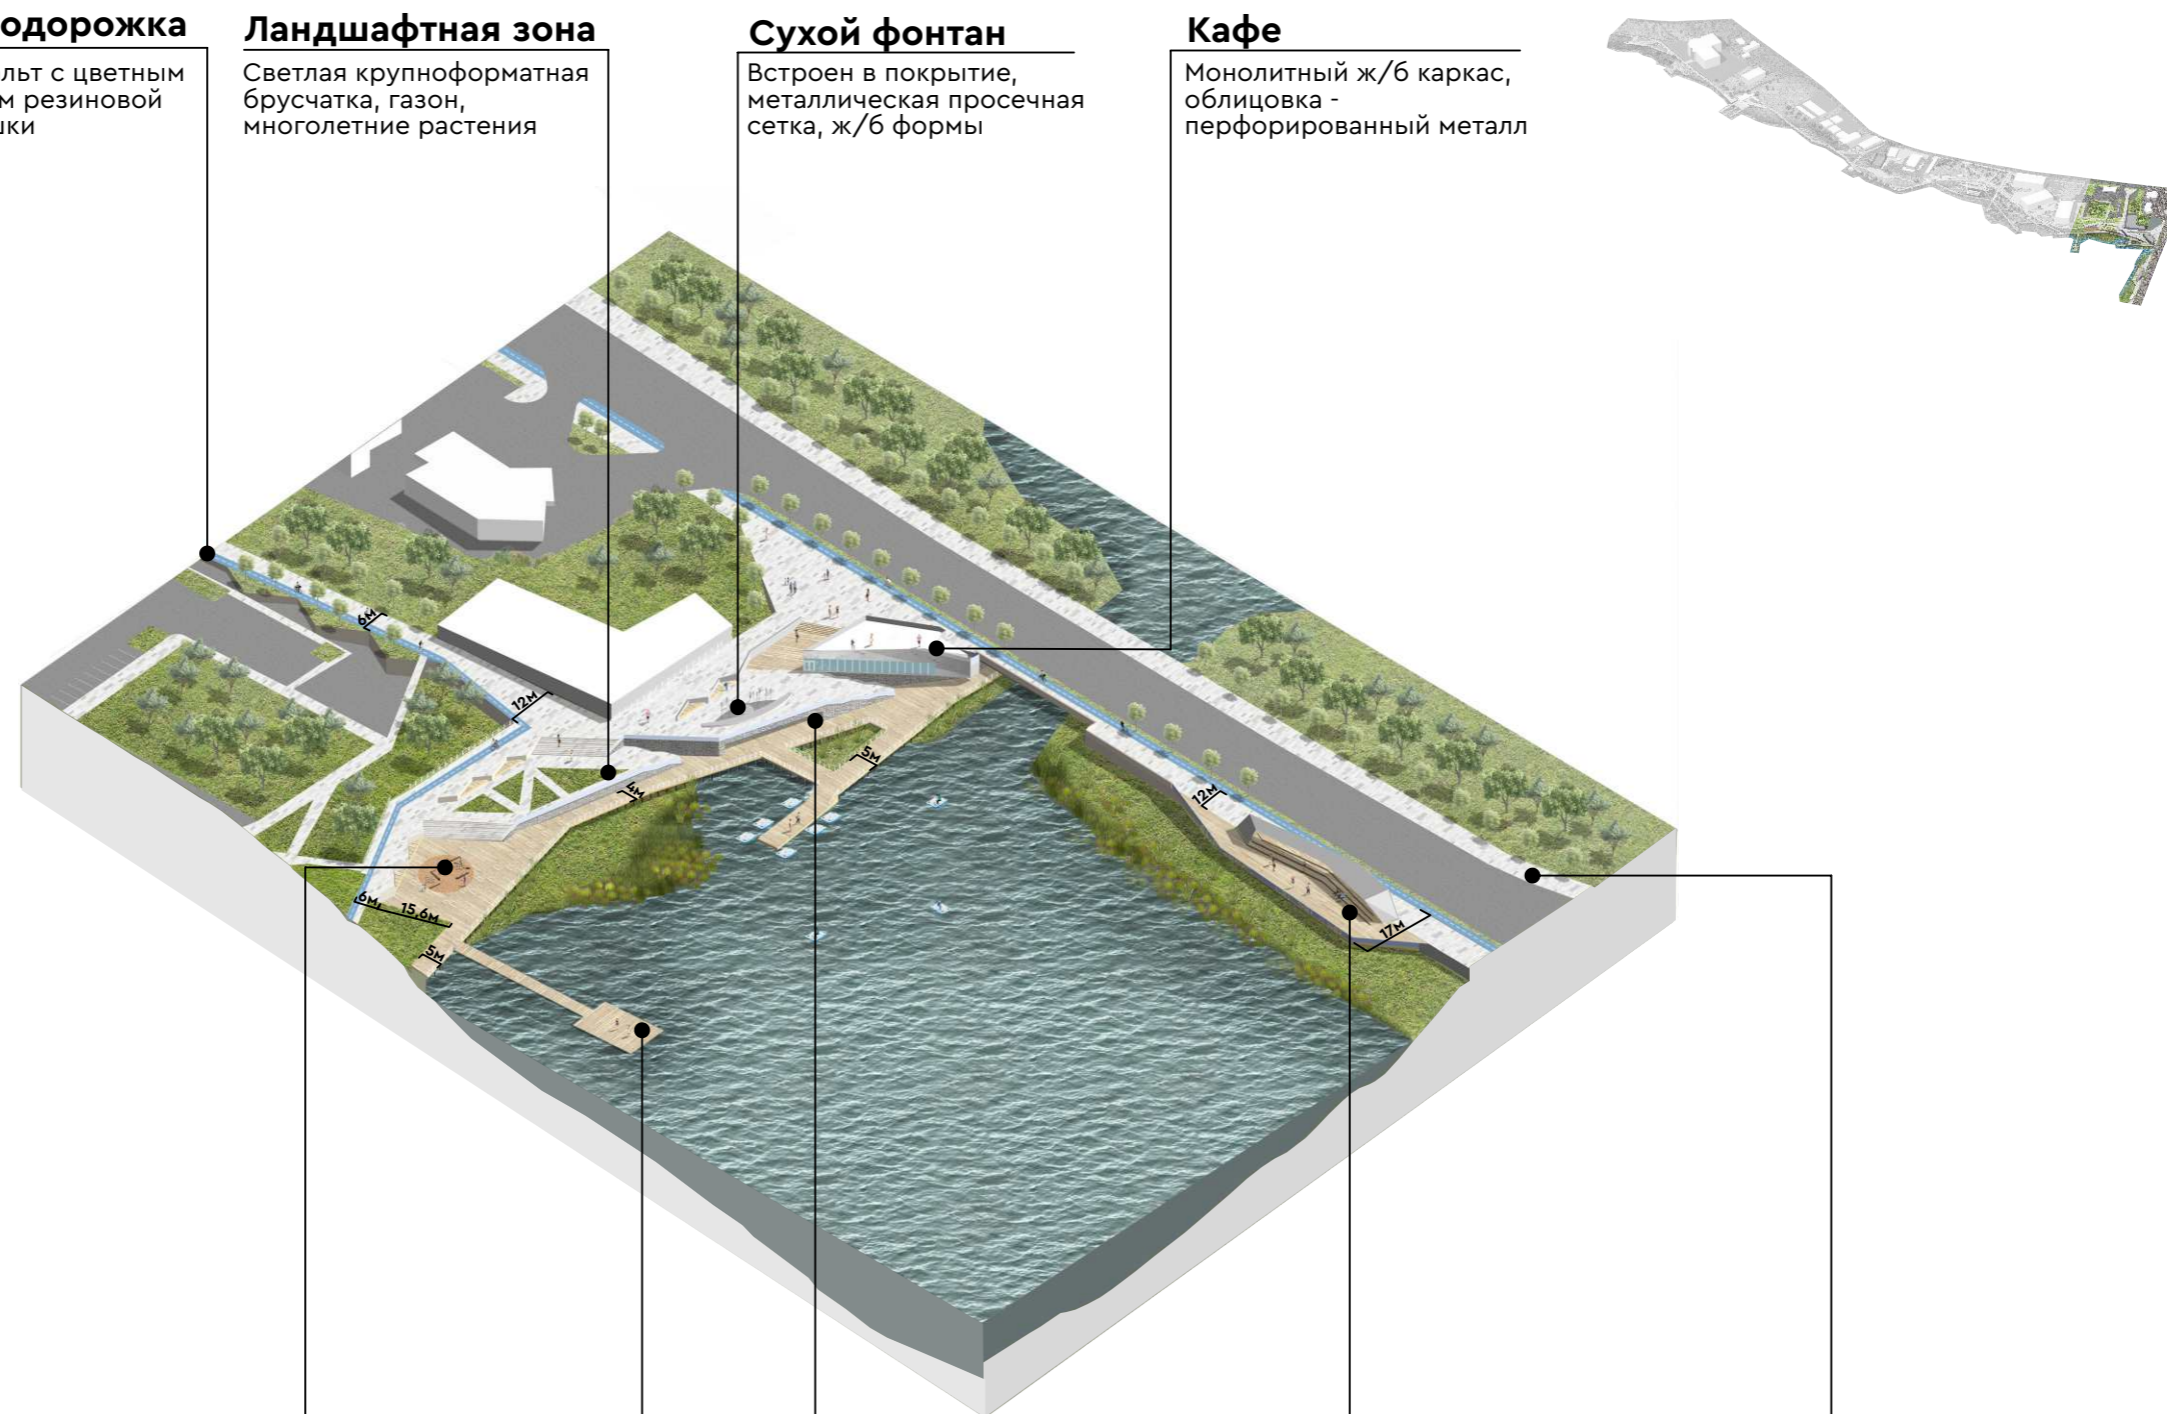 одорожка
льт с цветным
м резиновой
шки
Ландшафтная зона
Светлая крупноформатная
брусчатка, газон,
многолетние растения
Сухой фонтан
Встроен в покрытие,
металлическая просечная
сетка, ж/б формы
Кафе
Монолитный ж/б каркас,
облицовка -
перфорированный металл
6м
12м
5м
4м
12м
6м
15,6м
17м
5м